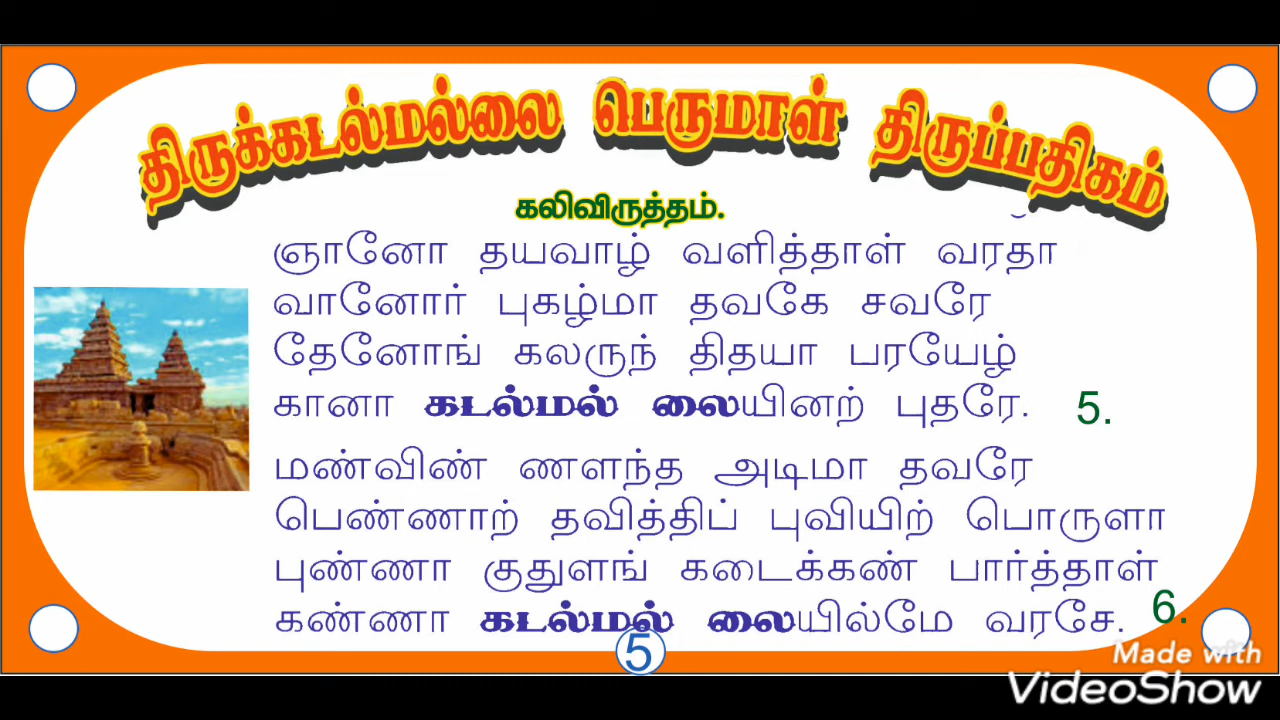 திருக்கடல்மல்லை பெருமாள் திருப்பதிகம்
கலிவிருத்தம்.
ஞானோ தயவாழ் வளித்தாள் வரதா
வானோர் புகழ்மா தவகே சவரே
தேனோங் கலருந் திதயா பரயேழ்
கானா கடல்மல் லையினற் புதரே. 5.
மண்விண் ணளந்த அடிமா தவரே
பெண்ணாற் தவித்திப் புவியிற் பொருளா
புண்ணா குதுளங் கடைக்கண் பார்த்தாள்
கண்ணா கடல்மல் லையில்மே வரசே. 6.
5
Made with
VideoShow